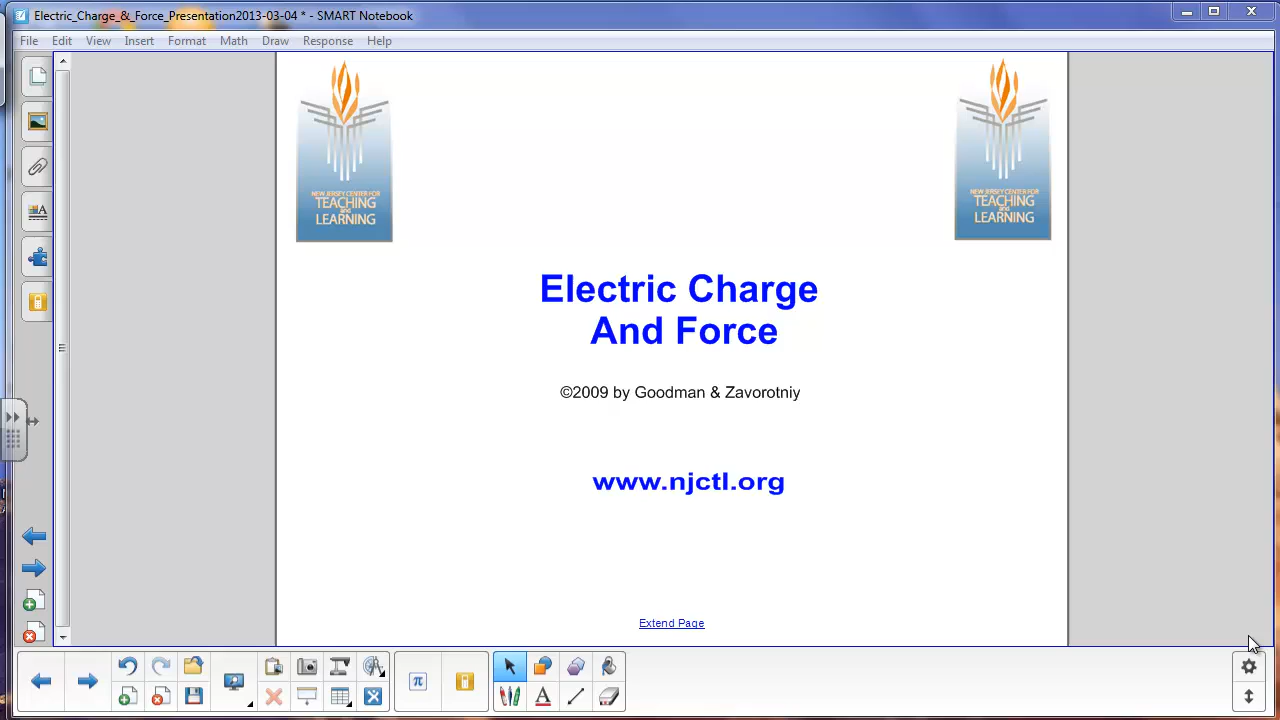 Electric_Charge_&_Force_Presentation2013-03-04 * - SMART Notebook
File Edit View Insert Format Math Draw Response Help
NEW JERSEY CENTER FOR
TEACHING
and
LEARNING
NEW JERSEY CENTER FOR
TEACHING
and
LEARNING
Electric Charge
And Force
©2009 by Goodman & Zavorotniy
www.njctl.org
Extend Page